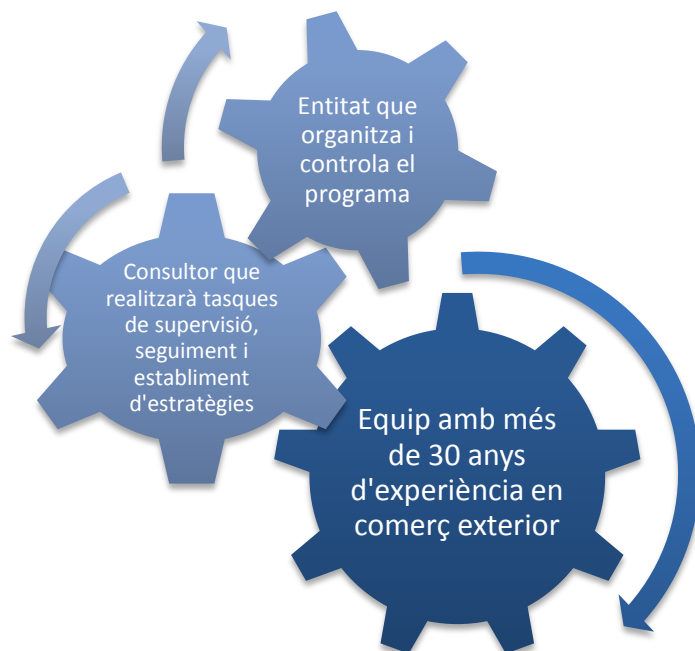 Entitat que
organitza i
controla el
programa
Consultor que
realitzarà tasques
de supervisió,
seguiment i
establiment
d'estratègies
Equip amb més
de 30 anys
d'experiència en
comerç exterior